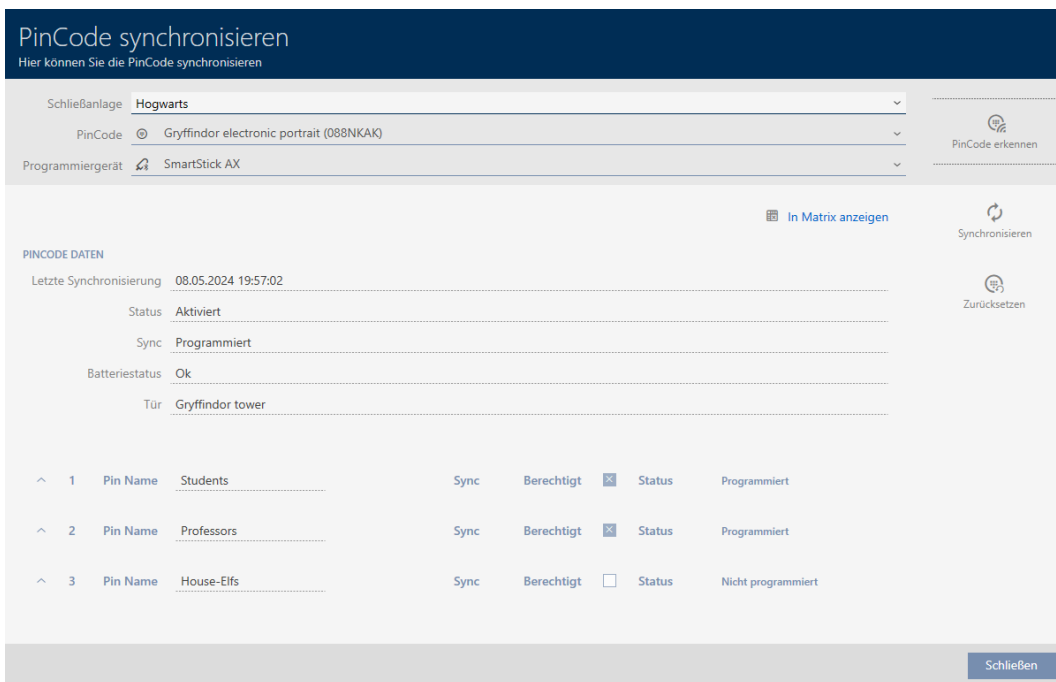 PinCode synchronisieren
Hier können Sie die PinCode synchronisieren
Schließanlage Hogwarts
PinCode Gryffindor electronic portrait (088NKAK)
Programmiergerät SmartStick AX
PinCode erkennen
In Matrix anzeigen
Synchronisieren
Zurücksetzen
PINCODE DATEN
Letzte Synchronisierung 08.05.2024 19:57:02
Status Aktiviert
Sync Programmiert
Batteriestatus Ok
Tür Gryffindor tower
1 Pin Name Students Sync Berechtigt Status Programmiert
2 Pin Name Professors Sync Berechtigt Status Programmiert
3 Pin Name House-Elfs Sync Berechtigt Status Nicht programmiert
Schließen